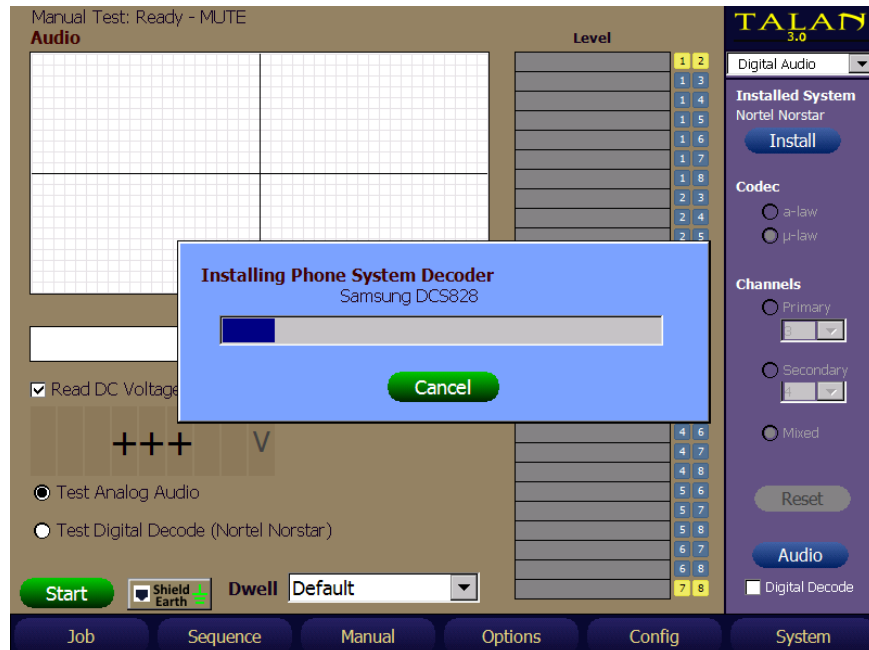 Manual Test: Ready - MUTE
Audio
Level
TALAN
3.0
Digital Audio
Installed System
Nortel Norstar
Install
Codec
a-law
µ-law
Channels
Primary
3
Secondary
4
Mixed
Reset
Audio
Digital Decode
1 2
1 3
1 4
1 5
1 6
1 7
1 8
2 3
2 4
2 5
Installing Phone System Decoder
Samsung DCS828
Cancel
Read DC Voltage
+++ V
Test Analog Audio
Test Digital Decode (Nortel Norstar)
4 6
4 7
4 8
5 6
5 7
5 8
6 7
6 8
7 8
Start
Shield
Earth
Dwell
Default
Job
Sequence
Manual
Options
Config
System